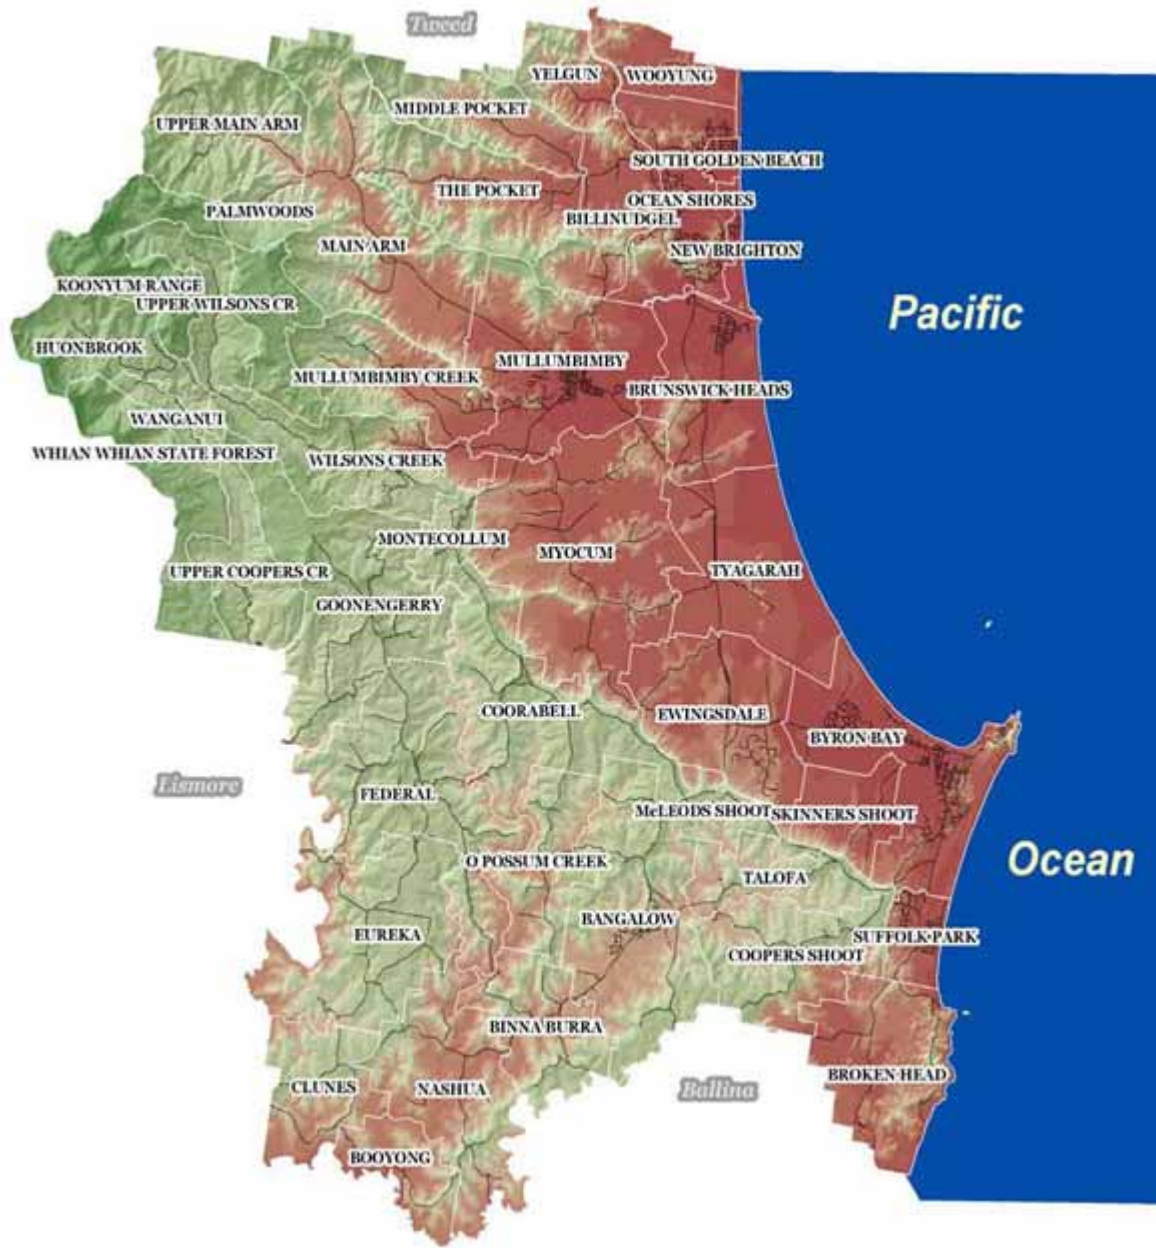 Tweed
YELGUN
WOOYUNG
MIDDLE POCKET
UPPER MAIN ARM
SOUTH GOLDEN BEACH
THE POCKET
OCEAN SHORES
PALMWOODS
BILLINUDGEL
MAIN ARM
NEW BRIGHTON
KOONYUM RANGE
UPPER WILSONS CR
Pacific
HUONBROOK
MULLUMBIMBY
MULLUMBIMBY CREEK
BRUNSWICK HEADS
WANGANUI
WHIAN WHIAN STATE FOREST
WILSONS CREEK
MONTECOLLUM
MYOCUM
UPPER COOPERS CR
TYAGARAH
GOONENGERRY
COORABELL
EWINGSDALE
BYRON BAY
Lismore
FEDERAL
McLEODS SHOOT
SKINNERS SHOOT
O POSSUM CREEK
Ocean
TALOFA
BANGALOW
EUREKA
SUFFOLK PARK
COOPERS SHOOT
BINNA BURRA
BROKEN HEAD
CLUNES
NASHUA
Ballina
BOOYONG